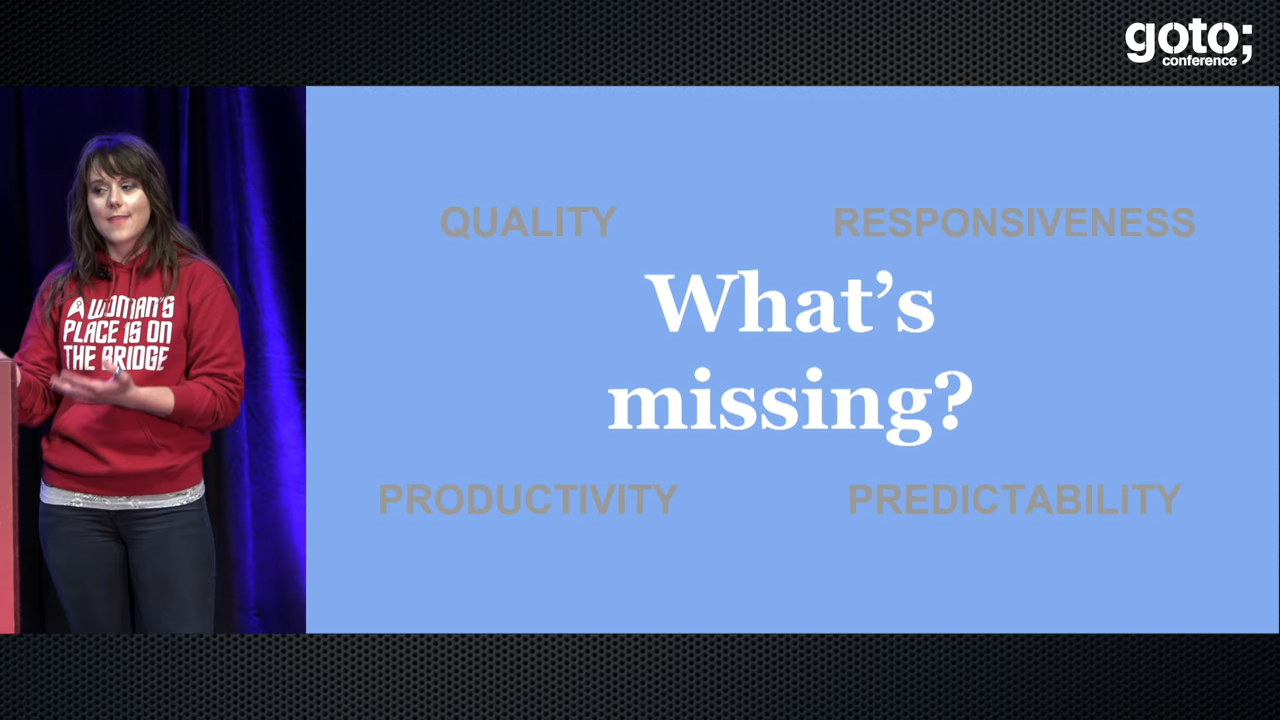 goto;
conference
QUALITY
RESPONSIVENESS
What's
missing?
PRODUCTIVITY
PREDICTABILITY
A WOMAN'S
PLACE IS ON
THE BRIDGE